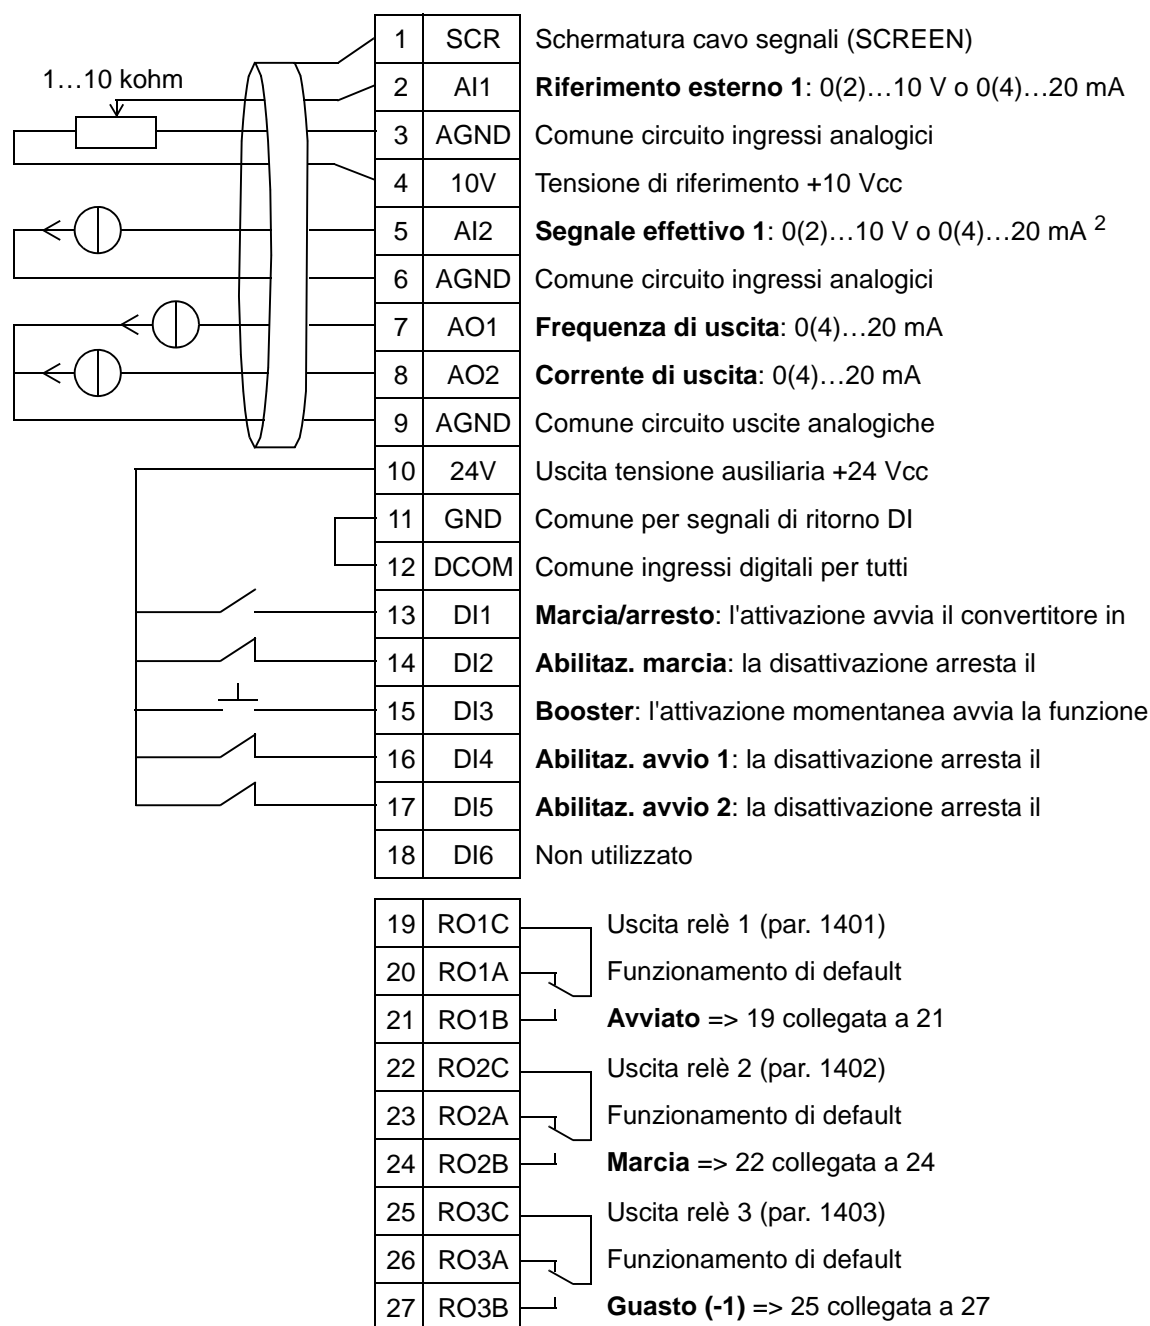 1 SCR Schermatura cavo segnali (SCREEN)
1…10 kohm
2 AI1 Riferimento esterno 1: 0(2)…10 V o 0(4)…20 mA
3 AGND Comune circuito ingressi analogici
4 10V Tensione di riferimento +10 Vcc
5 AI2 Segnale effettivo 1: 0(2)…10 V o 0(4)…20 mA 2
6 AGND Comune circuito ingressi analogici
7 AO1 Frequenza di uscita: 0(4)…20 mA
8 AO2 Corrente di uscita: 0(4)…20 mA
9 AGND Comune circuito uscite analogiche
10 24V Uscita tensione ausiliaria +24 Vcc
11 GND Comune per segnali di ritorno DI
12 DCOM Comune ingressi digitali per tutti
13 DI1 Marcia/arresto: l'attivazione avvia il convertitore in
14 DI2 Abilitaz. marcia: la disattivazione arresta il
15 DI3 Booster: l'attivazione momentanea avvia la funzione
16 DI4 Abilitaz. avvio 1: la disattivazione arresta il
17 DI5 Abilitaz. avvio 2: la disattivazione arresta il
18 DI6 Non utilizzato
19 RO1C Uscita relè 1 (par. 1401)
20 RO1A Funzionamento di default
21 RO1B Avviato => 19 collegata a 21
22 RO2C Uscita relè 2 (par. 1402)
23 RO2A Funzionamento di default
24 RO2B Marcia => 22 collegata a 24
25 RO3C Uscita relè 3 (par. 1403)
26 RO3A Funzionamento di default
27 RO3B Guasto (-1) => 25 collegata a 27